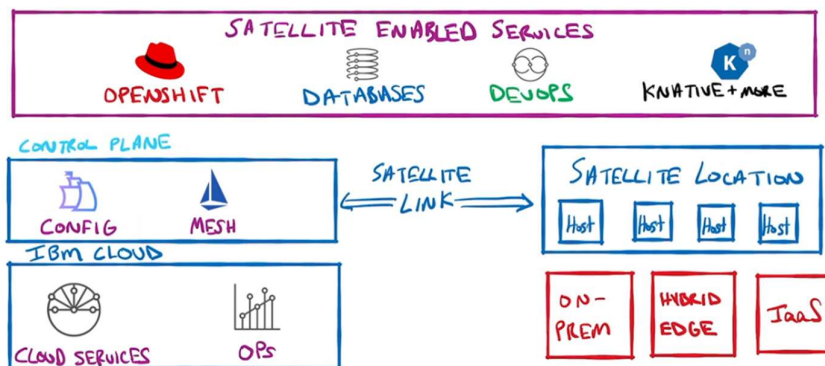 SATELLITE ENABLED SERVICES
K n
OPENSHIFT DATABASES DEVOPS KNATIVE + MORE
CONTROL PLANE
CONFIG MESH
SATELLITE
LINK
SATELLITE LOCATION
Host Host Host Host
IBM CLOUD
CLOUD SERVICES OPS
ON-
PREM
HYBRID
EDGE
IaaS